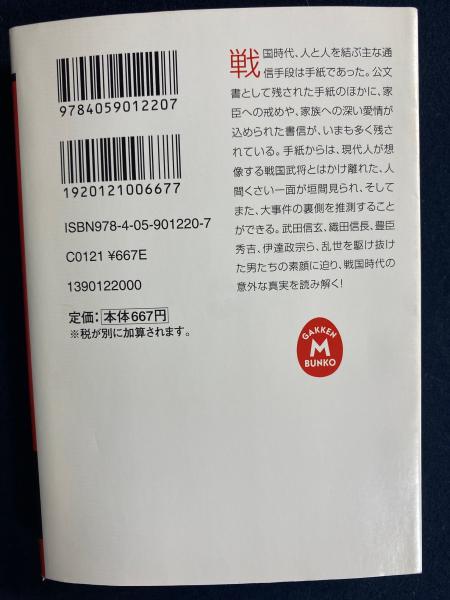 9784059012207
1920121006677
ISBN978-4-05-901220-7
C0121 ¥667E
1390122000
定価：本体667円
※税が別に加算されます。
戦国時代、人と人を結ぶ主な通
信手段は手紙であった。公文
書として残された手紙のほかに、家
臣への戒めや、家族への深い愛情が
込められた書信が、いまも多く残さ
れている。手紙からは、現代人が想
像する戦国武将とはかけ離れた、人
間くさい一面が垣間見られ、そして
また、大事件の裏側を推測すること
ができる。武田信玄、織田信長、豊臣
秀吉、伊達政宗ら、乱世を駆け抜け
た男たちの素顔に迫り、戦国時代の
意外な真実を読み解く!
GAKKEN
M
BUNKO